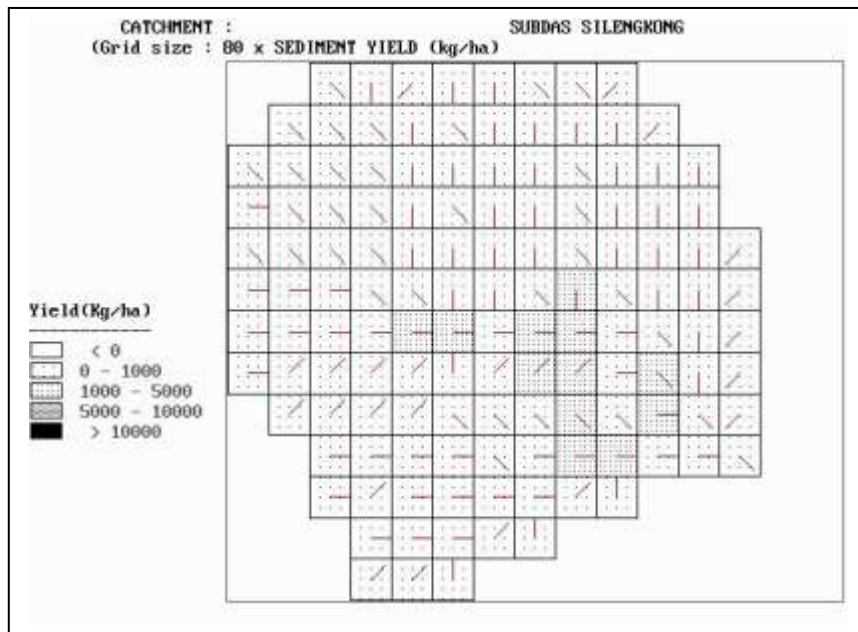 CATCHMENT : SUBDAS SILENGKONG
(Grid size : 80 x SEDIMENT YIELD (kg/ha)
Yield(Kg/ha)
< 0
0 - 1000
1000 - 5000
5000 - 10000
> 10000